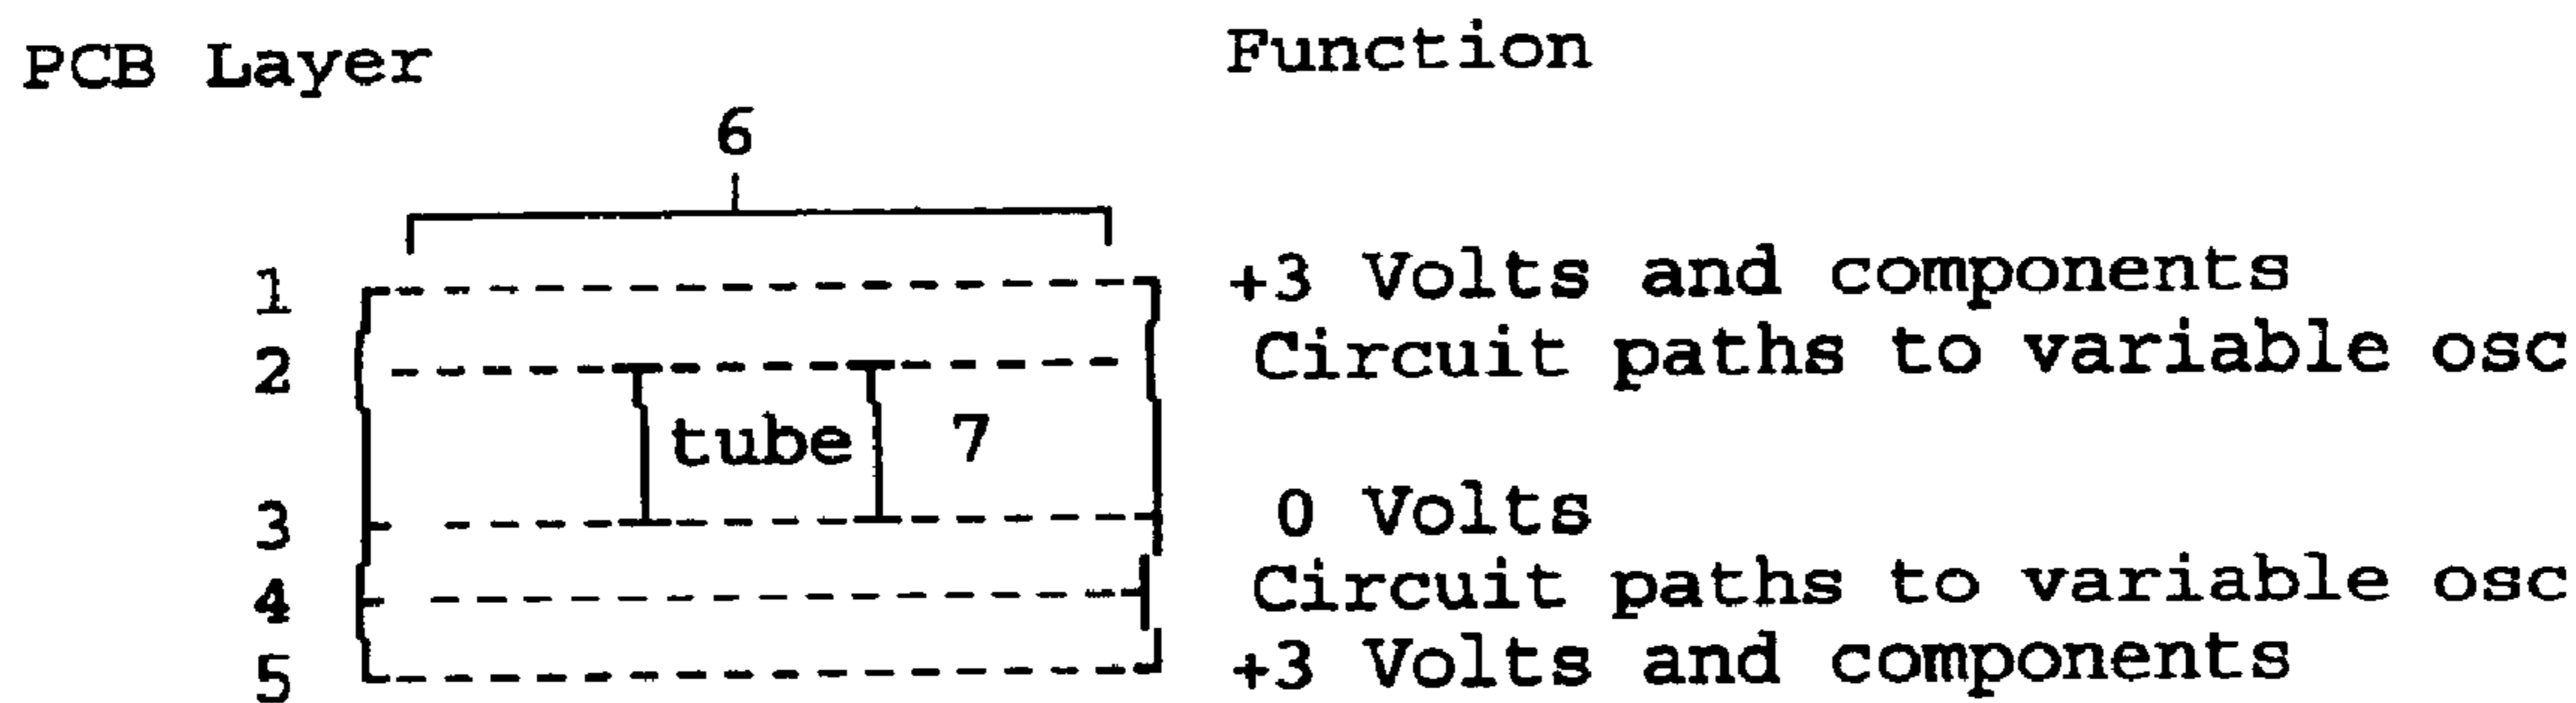 PCB Layer Function
6
1 +3 Volts and components
2 Circuit paths to variable osc
tube 7
3 0 Volts
4 Circuit paths to variable osc
5 +3 Volts and components